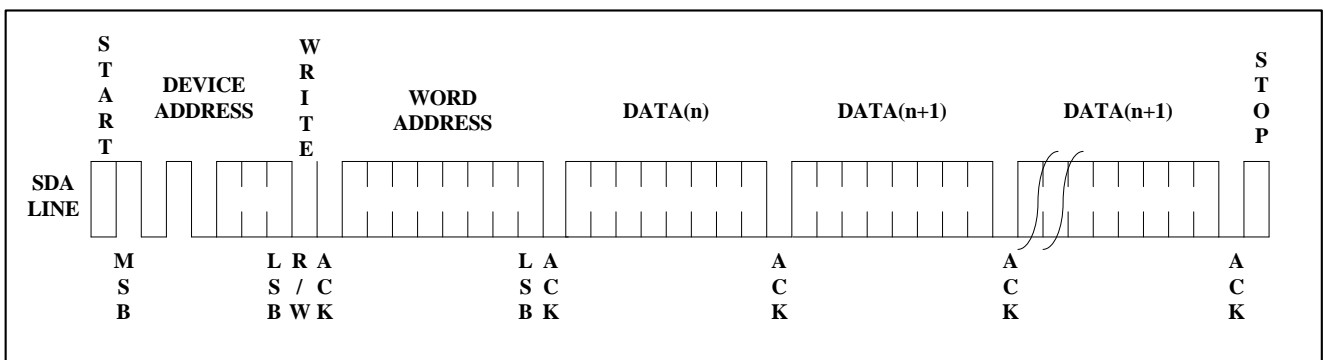 START
DEVICE
ADDRESS
WRITE
WORD
ADDRESS
DATA(n)
DATA(n+1)
DATA(n+1)
STOP
SDA
LINE
MSB
LSB
R/W
ACK
LSB
ACK
ACK
ACK
ACK